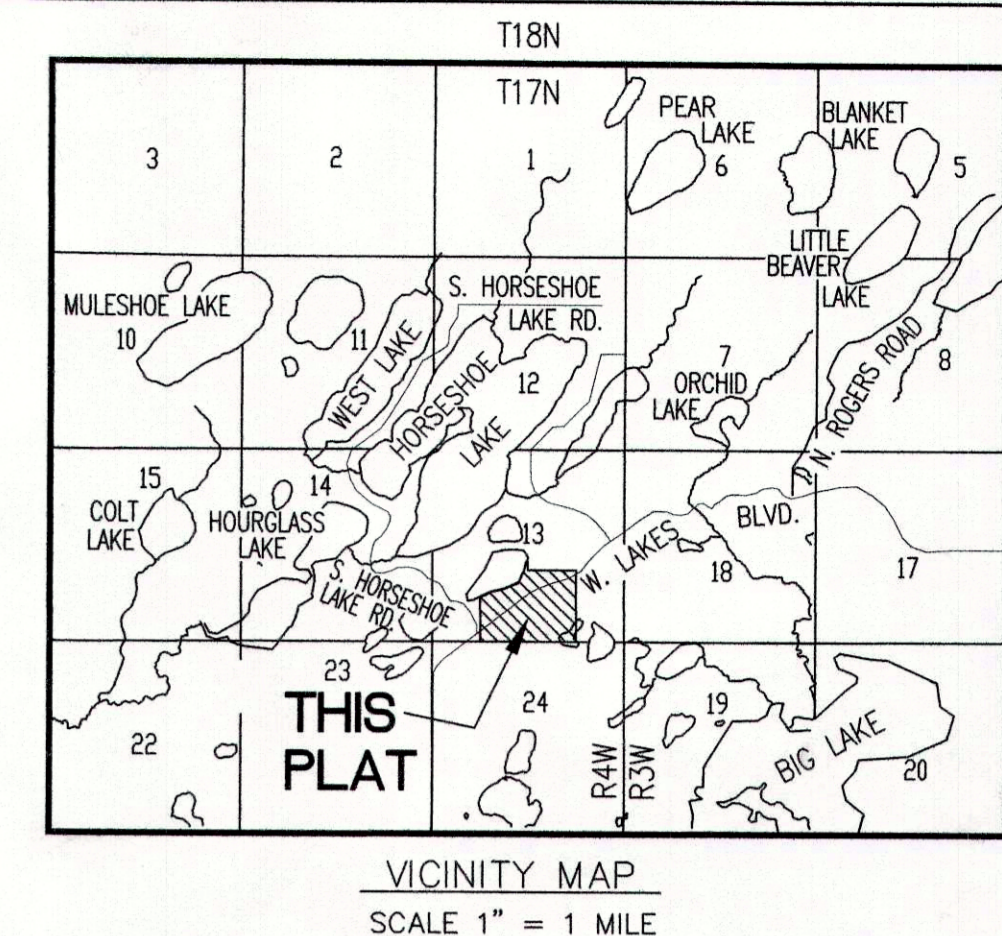 T18N
T17N
3
2
1
PEAR
LAKE
6
BLANKET
LAKE
5
LITTLE
BEAVER
LAKE
MULESHOE LAKE
10
11
WEST LAKE
S. HORSESHOE
LAKE RD.
HORSESHOE
LAKE
12
7
ORCHID
LAKE
N. ROGERS ROAD
8
15
COLT
LAKE
14
HOURGLASS
LAKE
13
S. HORSESHOE
LAKE RD.
W. LAKES
BLVD.
18
17
23
THIS
PLAT
24
22
R4W
R3W
19
BIG LAKE
20
VICINITY MAP
SCALE 1" = 1 MILE